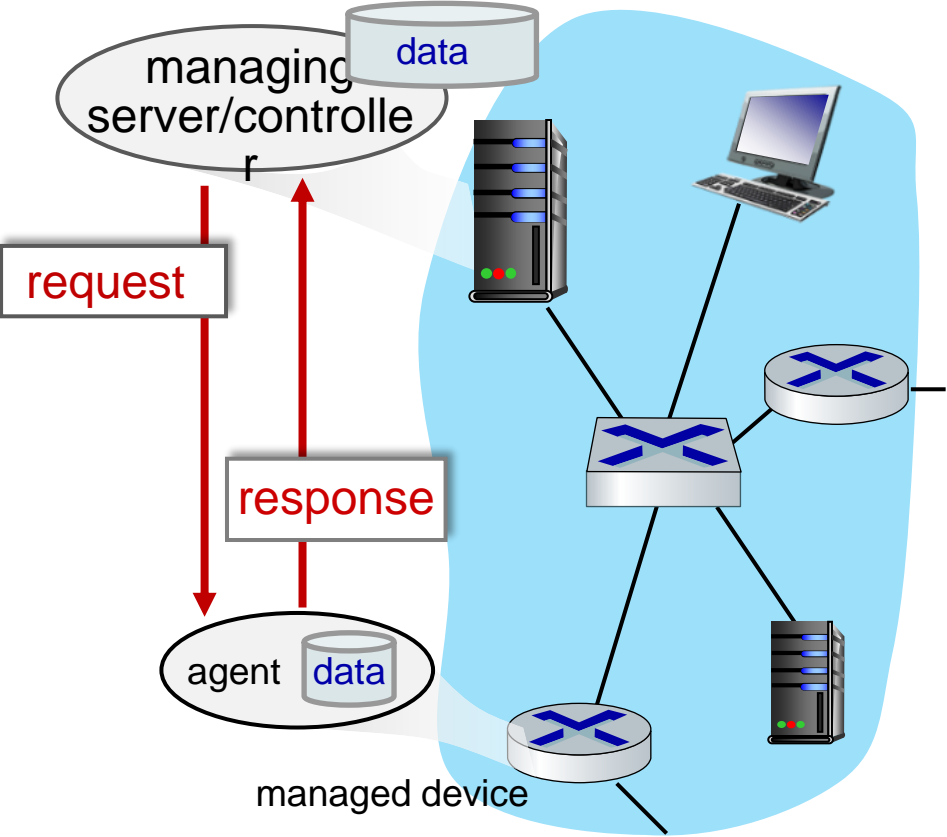 data
managing
server/controlle
r
request
response
agent
data
managed device